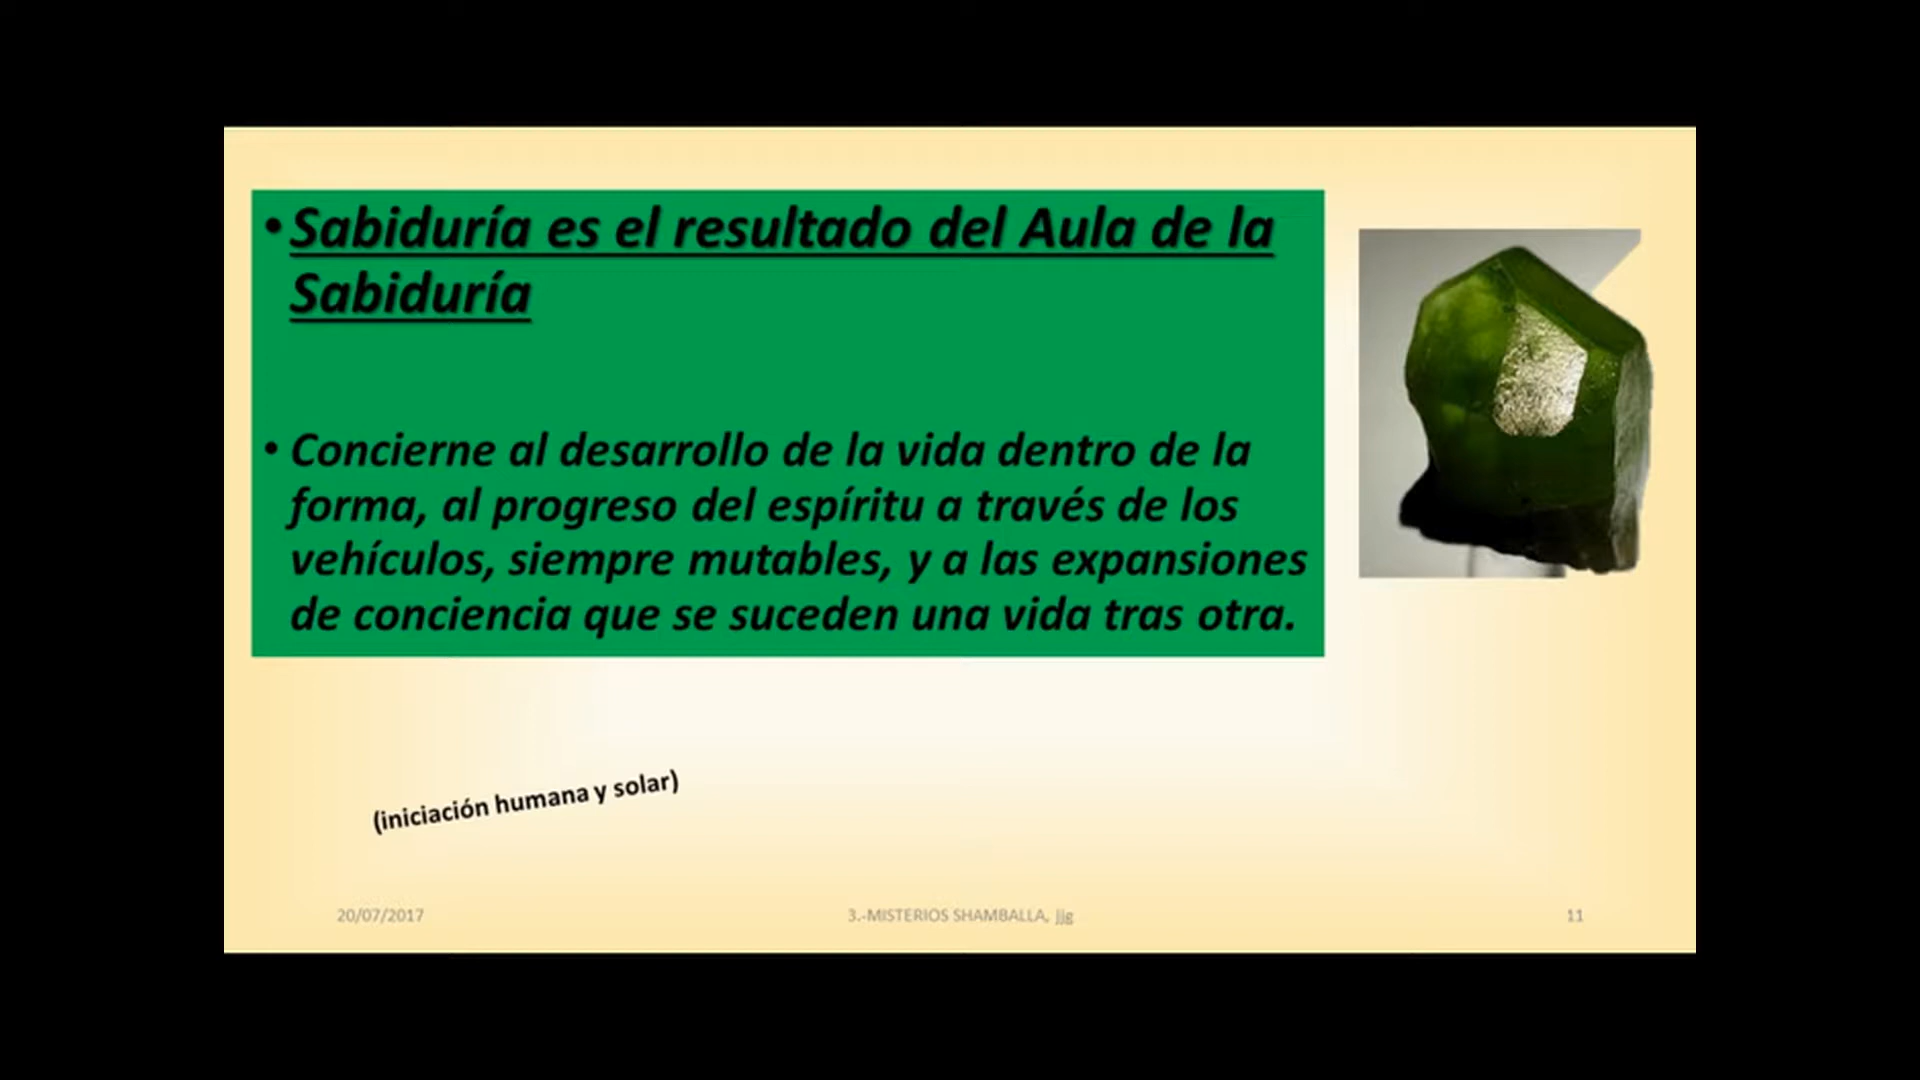 • Sabiduría es el resultado del Aula de la
Sabiduría
• Concierne al desarrollo de la vida dentro de la
forma, al progreso del espíritu a través de los
vehículos, siempre mutables, y a las expansiones
de conciencia que se suceden una vida tras otra.
(iniciación humana y solar)
20/07/2017
3.-MISTERIOS SHAMBALLA, jjg
11